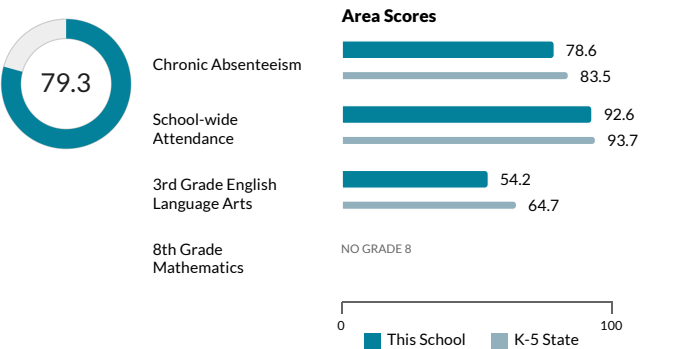 Area Scores
79.3
Chronic Absenteeism
78.6
83.5
School-wide
Attendance
92.6
93.7
3rd Grade English
Language Arts
54.2
64.7
8th Grade
Mathematics
NO GRADE 8
0 100
This School K-5 State